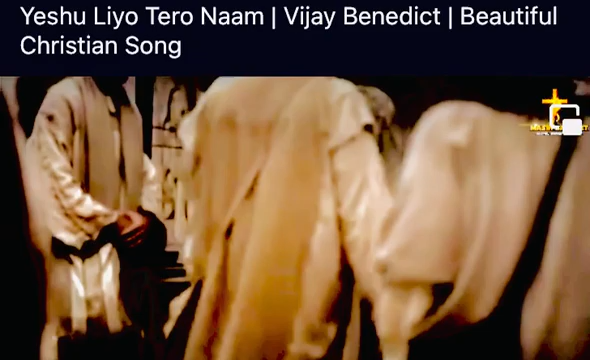 Yeshu Liyo Tero Naam | Vijay Benedict | Beautiful
Christian Song